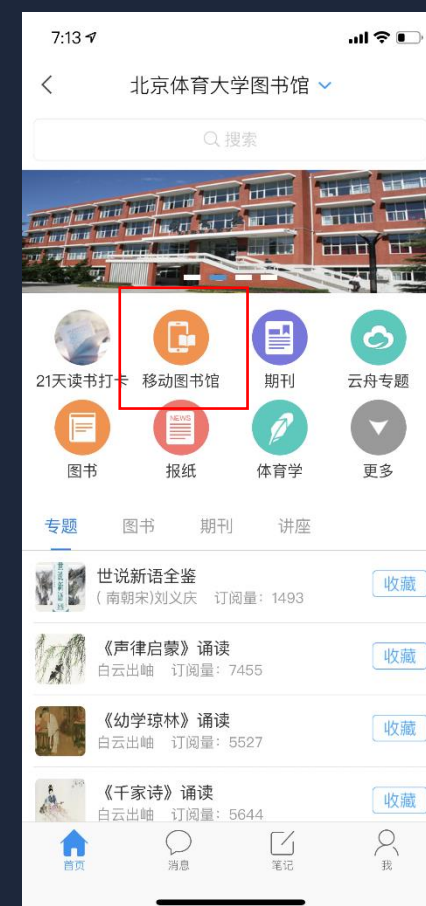 7:13
北京体育大学图书馆
搜索
21天读书打卡 移动图书馆 期刊 云舟专题
NEWS
图书 报纸 体育学 更多
专题 图书 期刊 讲座
世说新语
世说新语全鉴
收藏
(南朝宋)刘义庆 订阅量：1493
《声律启蒙》诵读
收藏
白云出岫 订阅量：7455
《幼学琼林》诵读
收藏
白云出岫 订阅量：5527
《千家诗》诵读
收藏
白云出岫 订阅量：5644
首页 消息 笔记 我